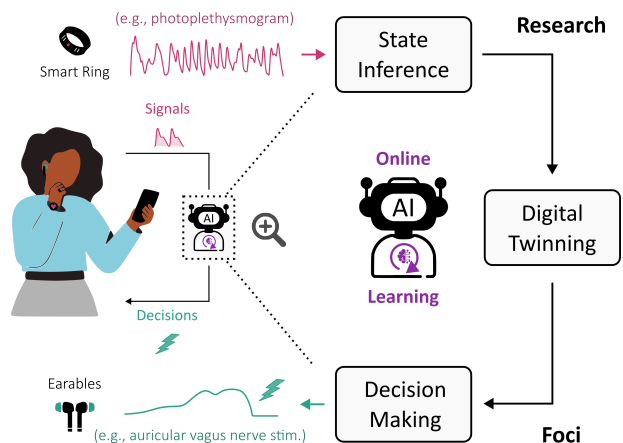 (e.g., photoplethysmogram)
Smart Ring
State
Inference
Research
Signals
Online
AI
AI
Learning
Digital
Twinning
Decisions
Earables
(e.g., auricular vagus nerve stim.)
Decision
Making
Foci